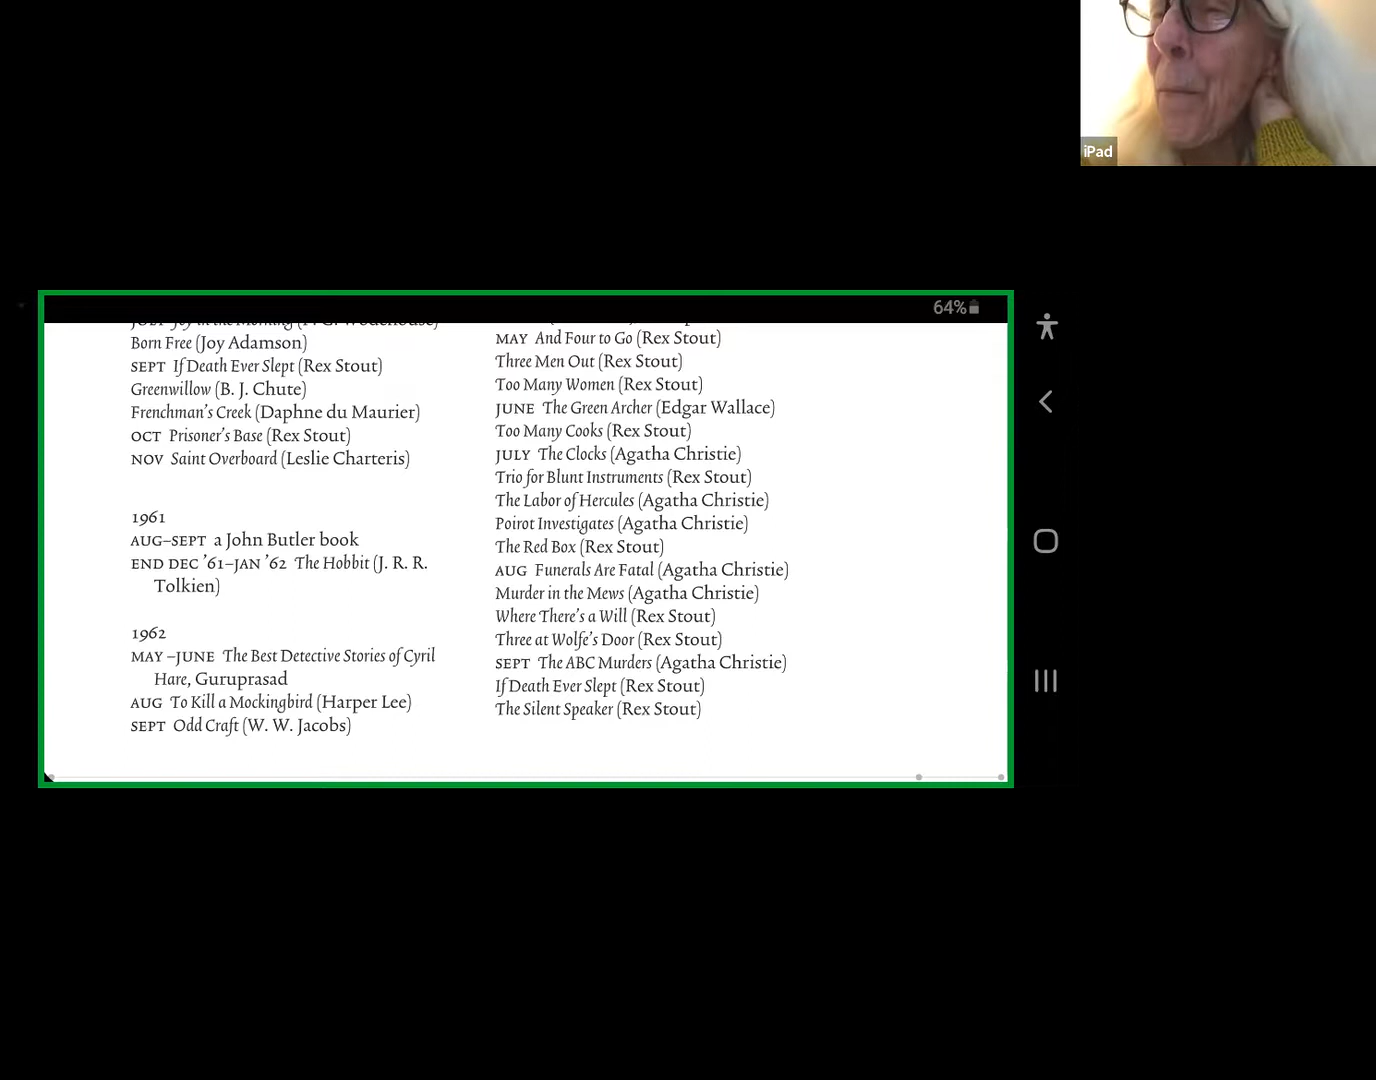 iPad
64%
JULY Joy in the Morning (P. G. Wodehouse)
Born Free (Joy Adamson)
SEPT If Death Ever Slept (Rex Stout)
Greenwillow (B. J. Chute)
Frenchman's Creek (Daphne du Maurier)
OCT Prisoner's Base (Rex Stout)
NOV Saint Overboard (Leslie Charteris)
1961
AUG–SEPT a John Butler book
END DEC '61–JAN '62 The Hobbit (J. R. R.
Tolkien)
1962
MAY –JUNE The Best Detective Stories of Cyril
Hare, Guruprasad
AUG To Kill a Mockingbird (Harper Lee)
SEPT Odd Craft (W. W. Jacobs)
MAY And Four to Go (Rex Stout)
Three Men Out (Rex Stout)
Too Many Women (Rex Stout)
JUNE The Green Archer (Edgar Wallace)
Too Many Cooks (Rex Stout)
JULY The Clocks (Agatha Christie)
Trio for Blunt Instruments (Rex Stout)
The Labor of Hercules (Agatha Christie)
Poirot Investigates (Agatha Christie)
The Red Box (Rex Stout)
AUG Funerals Are Fatal (Agatha Christie)
Murder in the Mews (Agatha Christie)
Where There's a Will (Rex Stout)
Three at Wolfe's Door (Rex Stout)
SEPT The ABC Murders (Agatha Christie)
If Death Ever Slept (Rex Stout)
The Silent Speaker (Rex Stout)